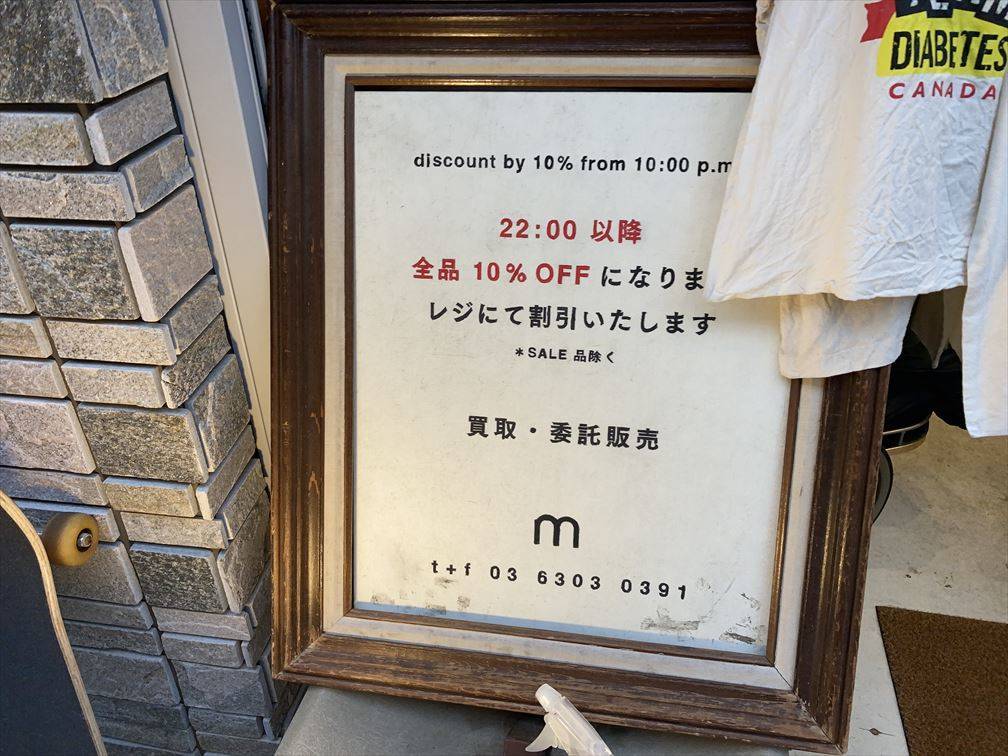 discount by 10% from 10:00 p.m
22:00 以降
全品 10% OFF になりま
レジにて割引いたします
*SALE 品除く
買取・委託販売
m
t+f 03 6303 0391
DIABETES
CANADA